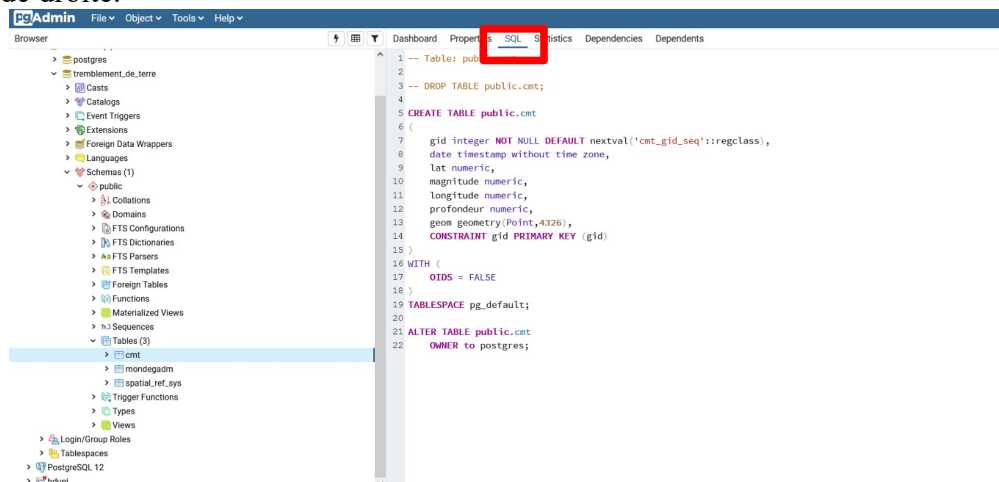 de droite.
pgAdmin File Object Tools Help
Browser
Dashboard Properties SQL Statistics Dependencies Dependents
postgres
tremblement_de_terre
Casts
Catalogs
Event Triggers
Extensions
Foreign Data Wrappers
Languages
Schemas (1)
public
Collations
Domains
FTS Configurations
FTS Dictionaries
FTS Parsers
FTS Templates
Foreign Tables
Functions
Materialized Views
Sequences
Tables (3)
cmt
mondegadm
spatial_ref_sys
Trigger Functions
Types
Views
Login/Group Roles
Tablespaces
PostgreSQL 12
1 -- Table: pub
2
3 -- DROP TABLE public.cmt;
4
5 CREATE TABLE public.cmt
6 (
7 gid integer NOT NULL DEFAULT nextval('cmt_gid_seq'::regclass),
8 date timestamp without time zone,
9 lat numeric,
10 magnitude numeric,
11 longitude numeric,
12 profondeur numeric,
13 geom geometry(Point,4326),
14 CONSTRAINT gid PRIMARY KEY (gid)
15 )
16 WITH (
17 OIDS = FALSE
18 )
19 TABLESPACE pg_default;
20
21 ALTER TABLE public.cmt
22 OWNER to postgres;